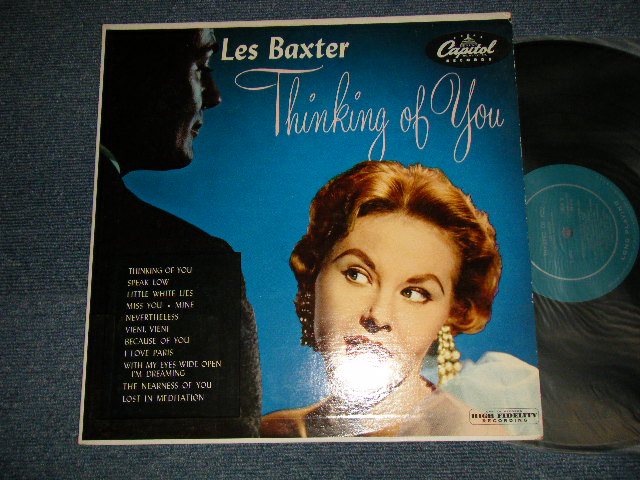 Les Baxter
Capitol
RECORDS
Thinking of You
THINKING OF YOU
SPEAK LOW
LITTLE WHITE LIES
MISS YOU • MINE
NEVERTHELESS
VIENI, VIENI
BECAUSE OF YOU
I LOVE PARIS
WITH MY EYES WIDE OPEN
I'M DREAMING
THE NEARNESS OF YOU
LOST IN MEDITATION
HIGH FIDELITY
RECORDING